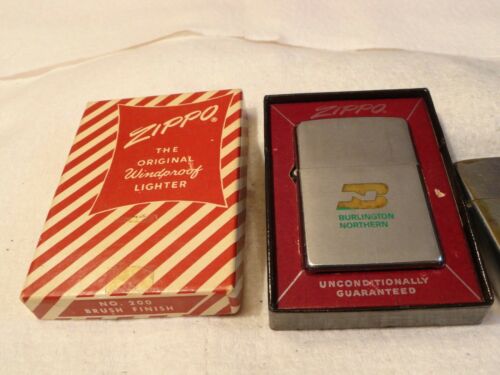 ZIPPO®
THE
ORIGINAL
Windproof
LIGHTER
NO. 200
BRUSH FINISH
ZIPPO
BURLINGTON
NORTHERN
UNCONDITIONALLY
GUARANTEED